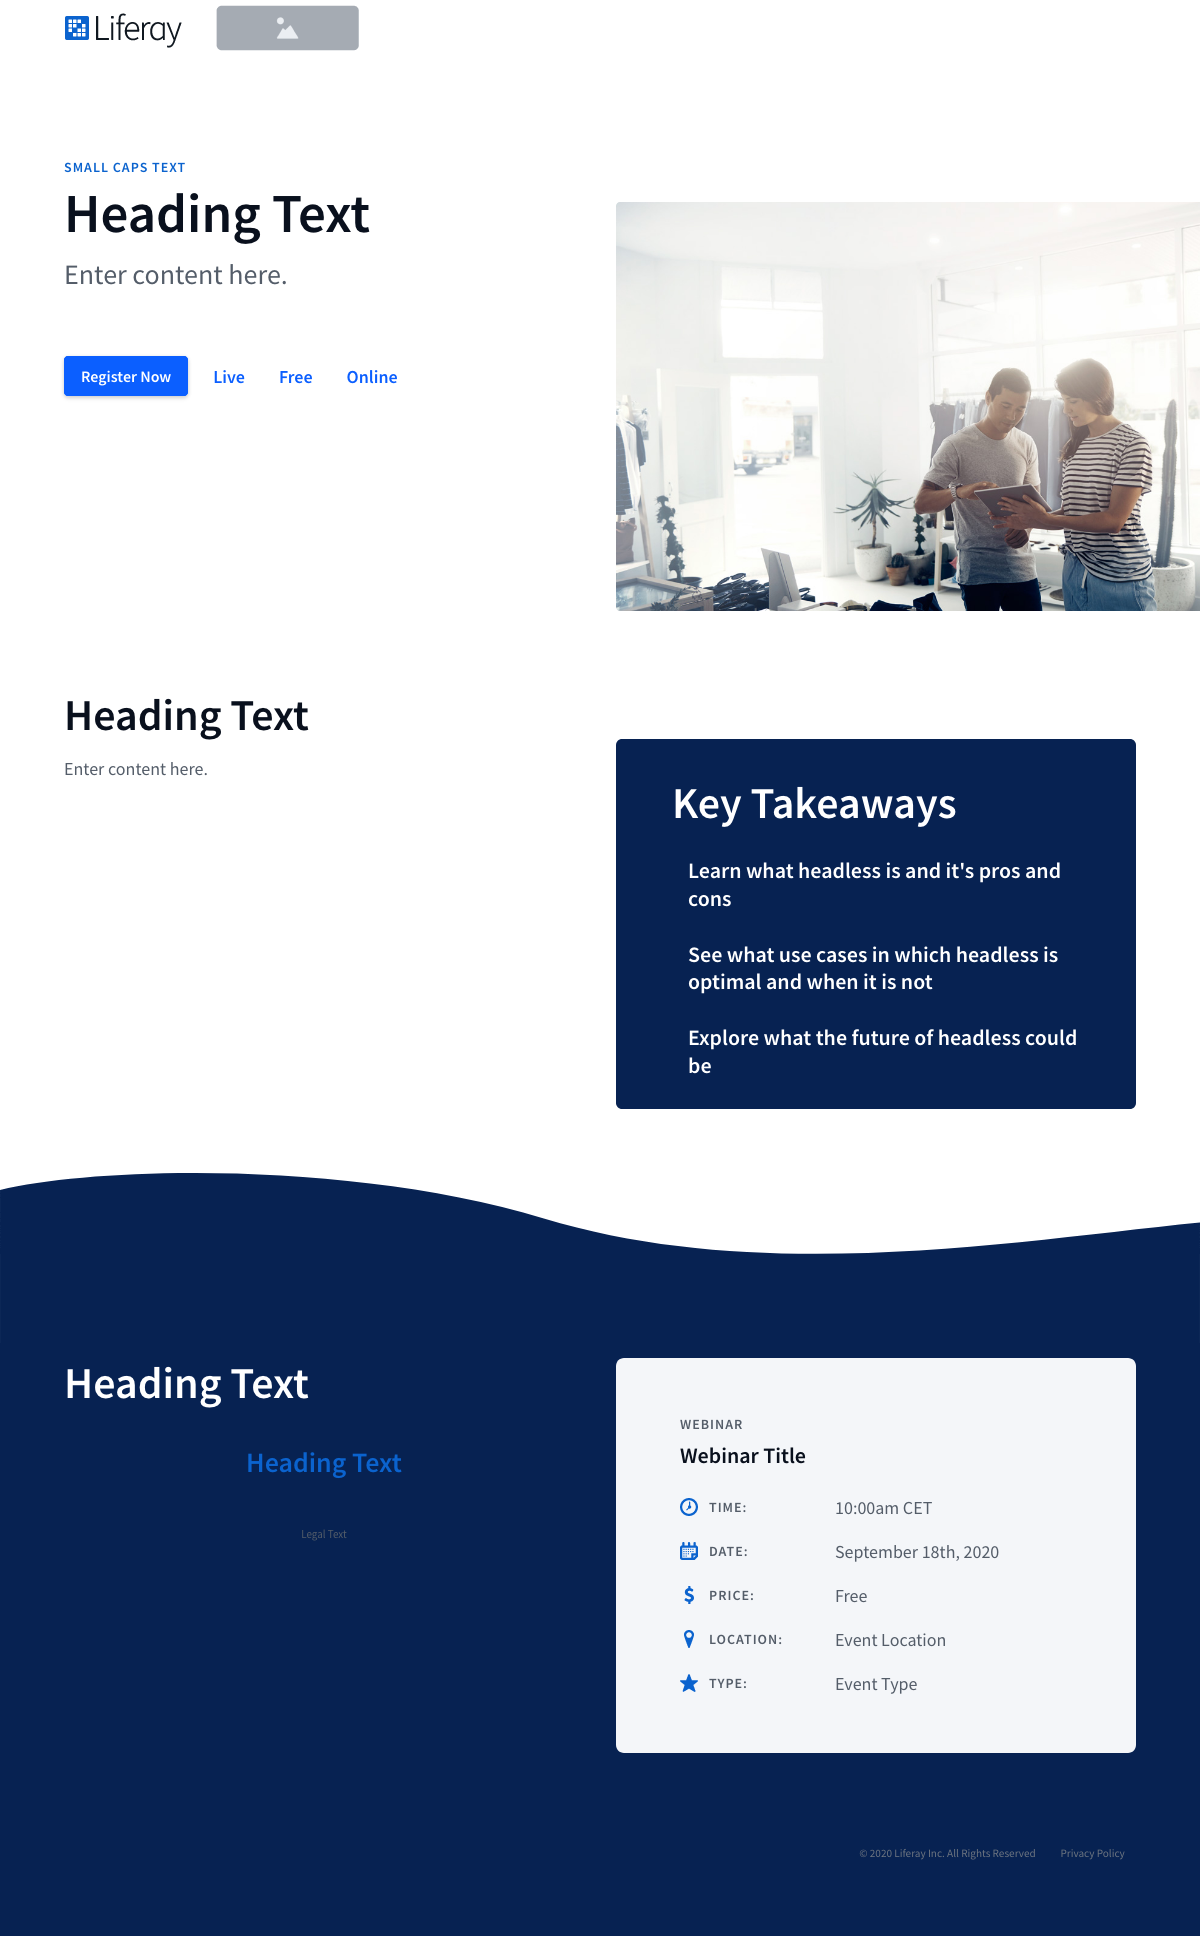 Liferay
SMALL CAPS TEXT
Heading Text
Enter content here.
Register Now
Live
Free
Online
Heading Text
Enter content here.
Key Takeaways
Learn what headless is and it's pros and
cons
See what use cases in which headless is
optimal and when it is not
Explore what the future of headless could
be
Heading Text
Heading Text
Legal Text
WEBINAR
Webinar Title
TIME: 10:00am CET
DATE: September 18th, 2020
PRICE: Free
LOCATION: Event Location
TYPE: Event Type
© 2020 Liferay Inc. All Rights Reserved Privacy Policy